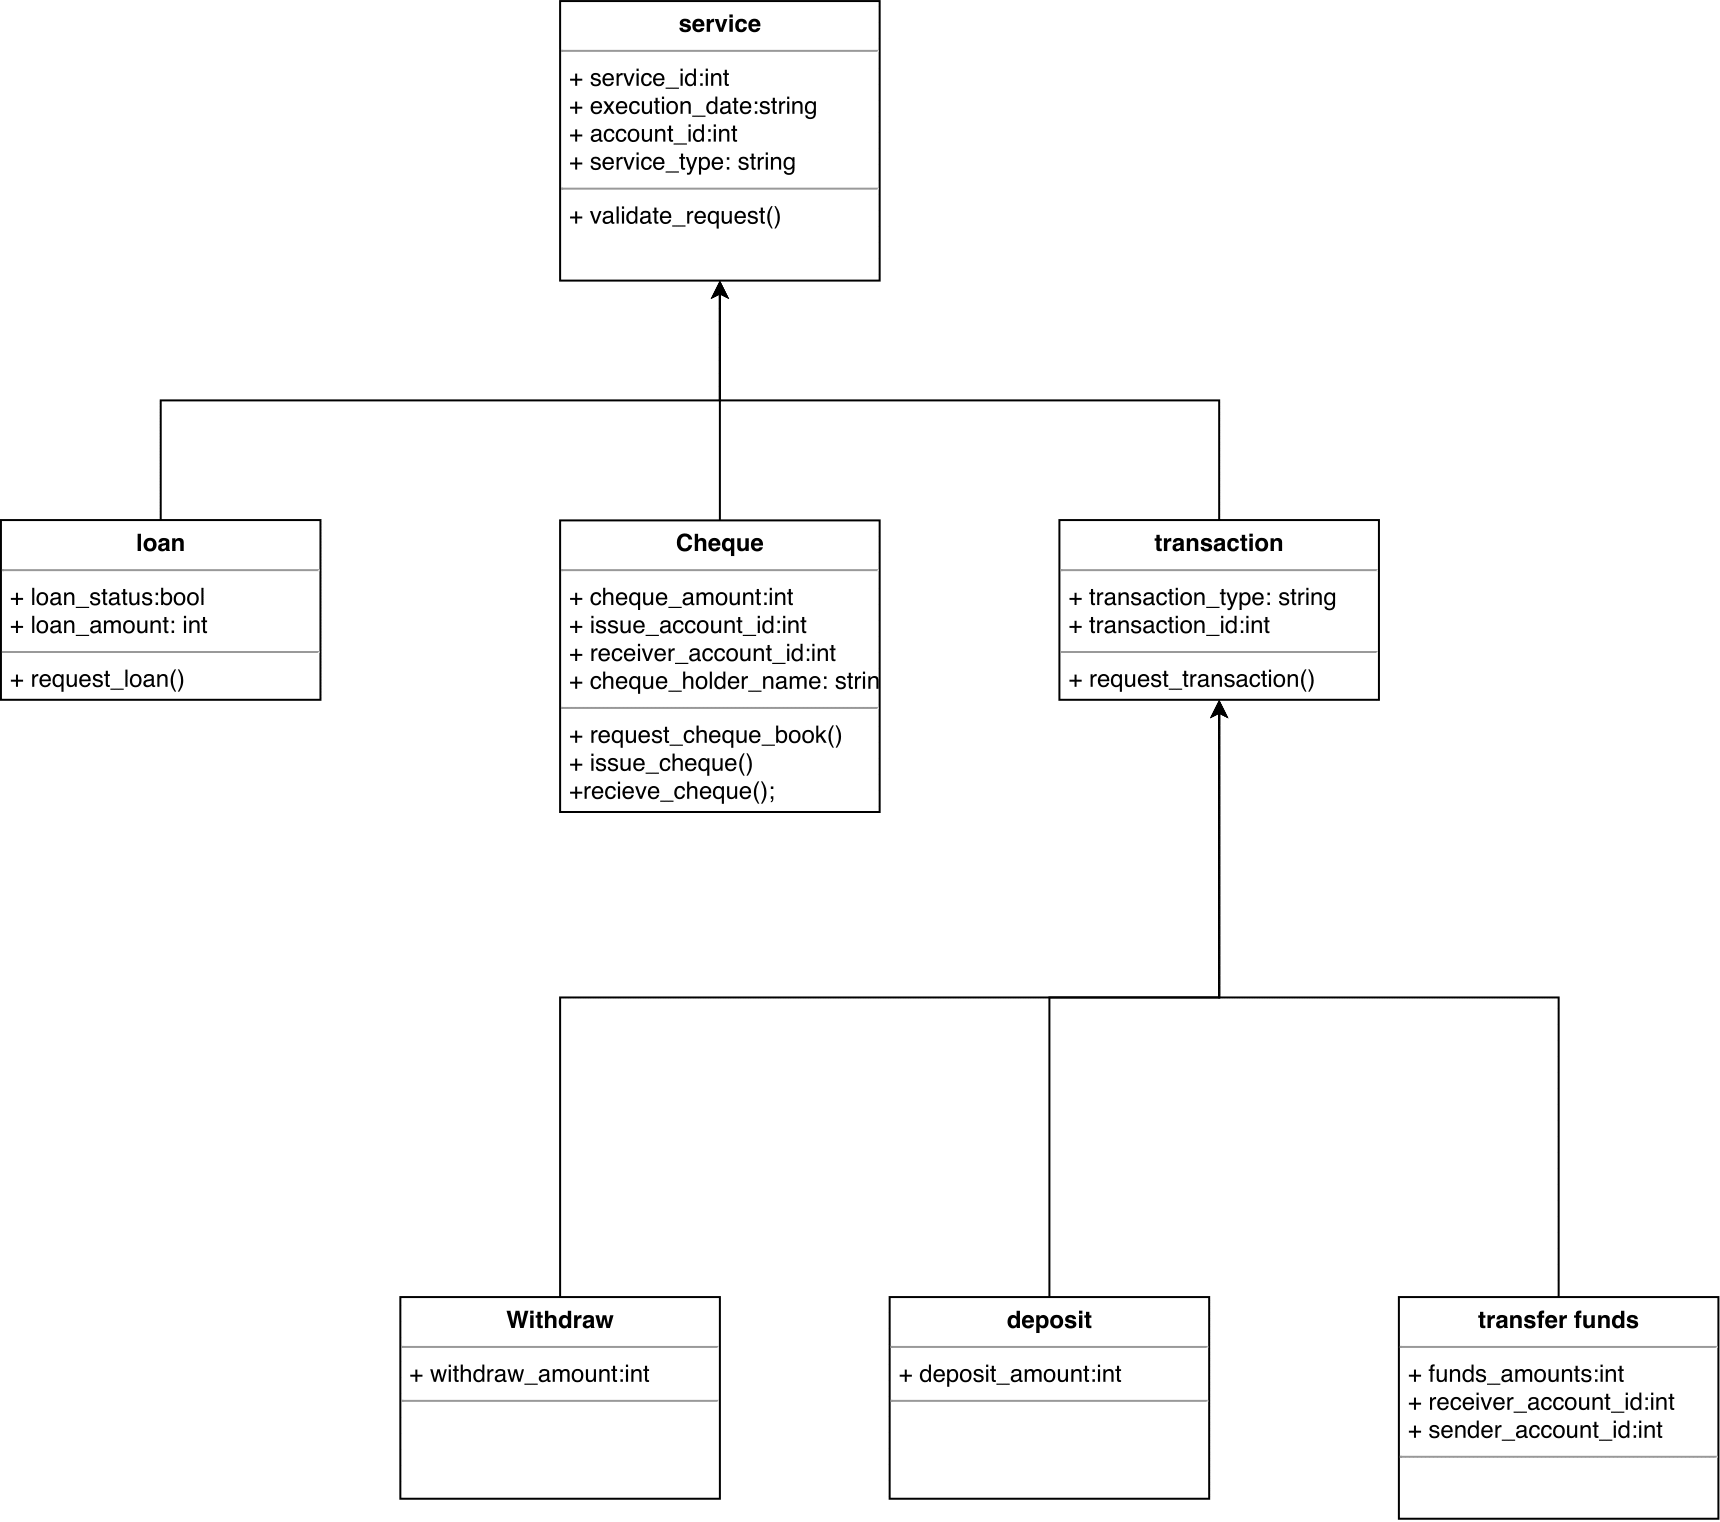 service
+ service_id:int
+ execution_date:string
+ account_id:int
+ service_type: string
+ validate_request()
loan
+ loan_status:bool
+ loan_amount: int
+ request_loan()
Cheque
+ cheque_amount:int
+ issue_account_id:int
+ receiver_account_id:int
+ cheque_holder_name: strin
+ request_cheque_book()
+ issue_cheque()
+recieve_cheque();
transaction
+ transaction_type: string
+ transaction_id:int
+ request_transaction()
Withdraw
+ withdraw_amount:int
deposit
+ deposit_amount:int
transfer funds
+ funds_amounts:int
+ receiver_account_id:int
+ sender_account_id:int